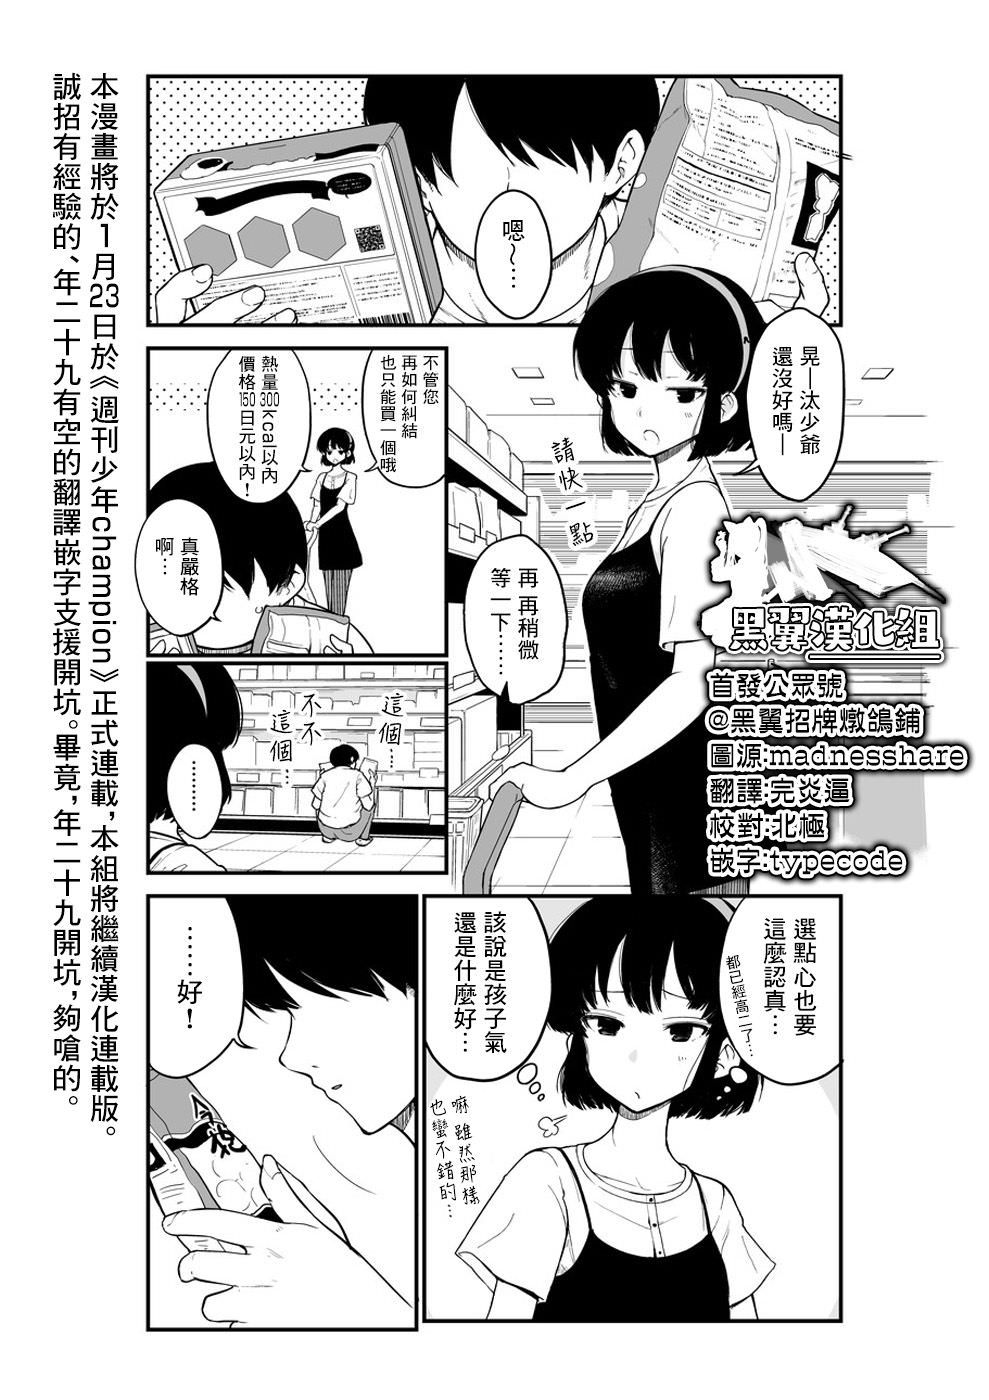 本漫畫將於1月23日於《週刊少年champion》正式連載，本組將繼續漢化連載版。
誠招有經驗的、年二十九有空的翻譯嵌字支援開坑。畢竟，年二十九開坑，夠嗆的。
嗯～…
晃—汰少爺
還沒好嗎—
請快一點
再 再稍微
等一下……
不管您
再如何糾結
也只能買一個哦
熱量300kcal以內
價格150日元以內！
真嚴格
啊…
這個…
不不
這個…
………
黑翼漢化組
首發公眾號
@黑翼招牌燉鴿鋪
圖源:madnesshare
翻譯:完炎逼
校對:北極
嵌字:typecode
選點心也要
這麼認真…
都已經高二了…
該說是孩子氣
還是什麼好…
嘛 雖然那樣
也蠻不錯的…
……好！